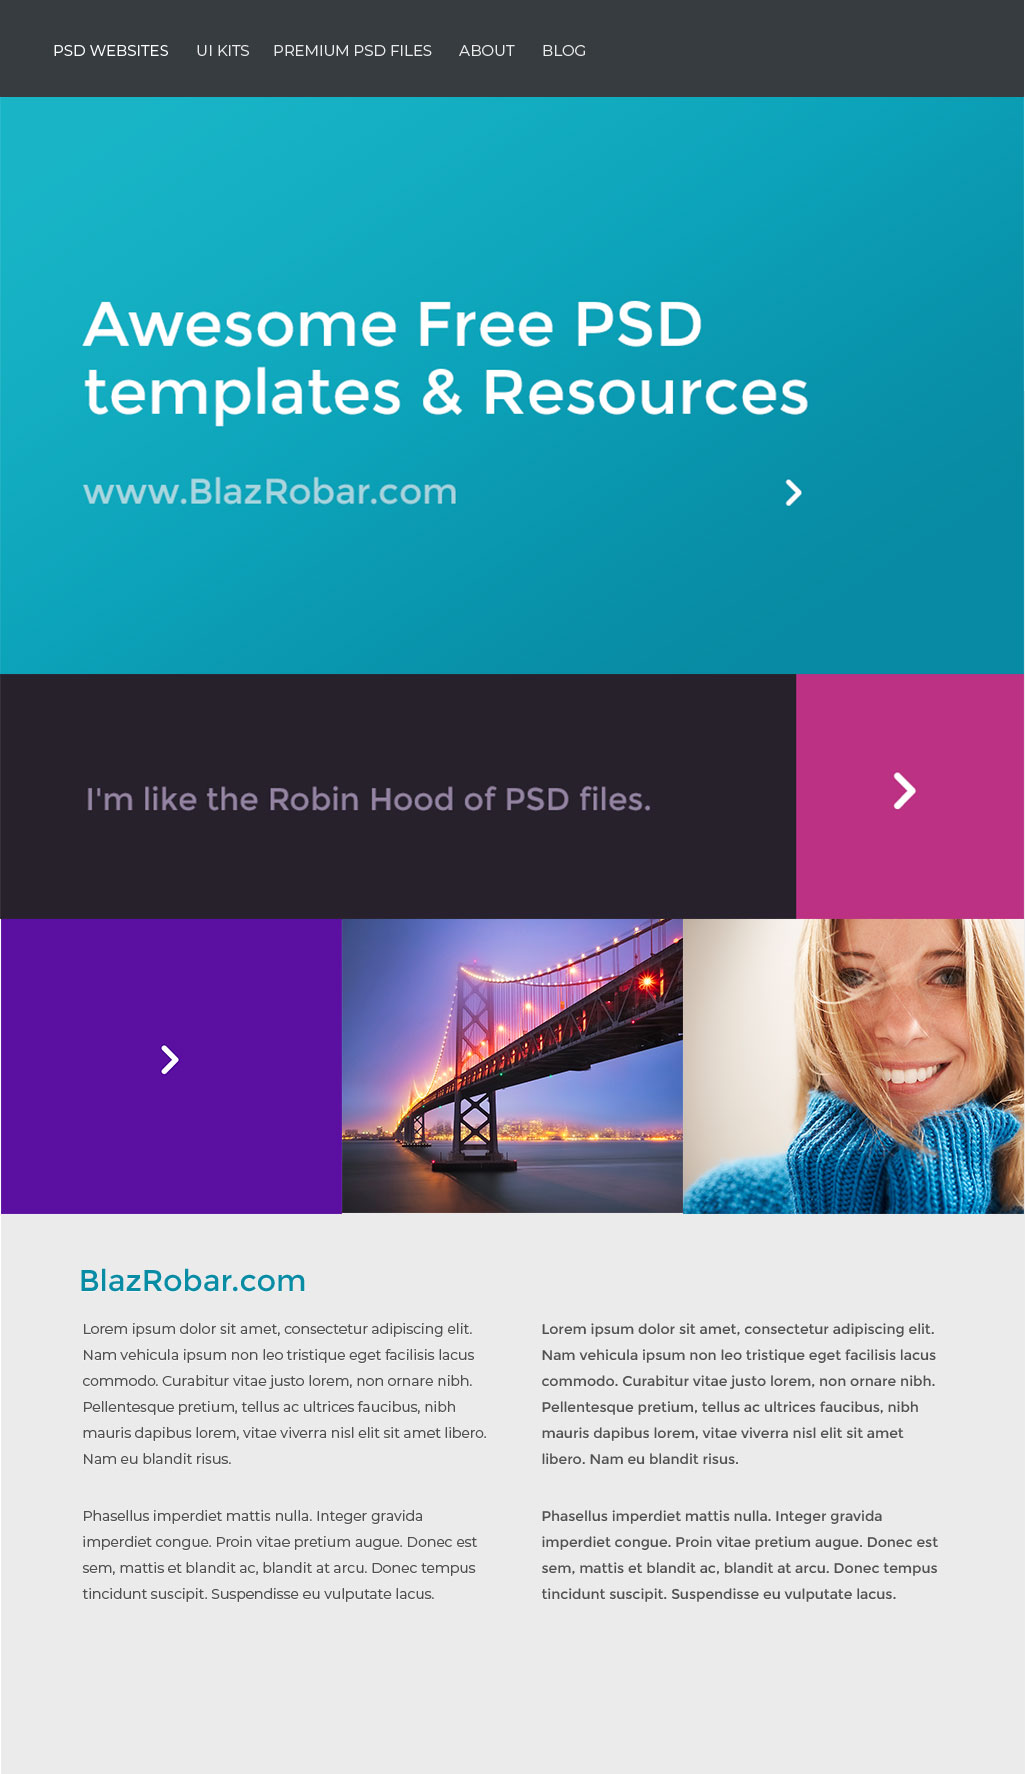 PSD WEBSITES UI KITS PREMIUM PSD FILES ABOUT BLOG
Awesome Free PSD
templates & Resources
www.BlazRobar.com
I'm like the Robin Hood of PSD files.
BlazRobar.com
Lorem ipsum dolor sit amet, consectetur adipiscing elit.
Nam vehicula ipsum non leo tristique eget facilisis lacus
commodo. Curabitur vitae justo lorem, non ornare nibh.
Pellentesque pretium, tellus ac ultrices faucibus, nibh
mauris dapibus lorem, vitae viverra nisl elit sit amet libero.
Nam eu blandit risus.
Phasellus imperdiet mattis nulla. Integer gravida
imperdiet congue. Proin vitae pretium augue. Donec est
sem, mattis et blandit ac, blandit at arcu. Donec tempus
tincidunt suscipit. Suspendisse eu vulputate lacus.
Lorem ipsum dolor sit amet, consectetur adipiscing elit.
Nam vehicula ipsum non leo tristique eget facilisis lacus
commodo. Curabitur vitae justo lorem, non ornare nibh.
Pellentesque pretium, tellus ac ultrices faucibus, nibh
mauris dapibus lorem, vitae viverra nisl elit sit amet
libero. Nam eu blandit risus.
Phasellus imperdiet mattis nulla. Integer gravida
imperdiet congue. Proin vitae pretium augue. Donec est
sem, mattis et blandit ac, blandit at arcu. Donec tempus
tincidunt suscipit. Suspendisse eu vulputate lacus.